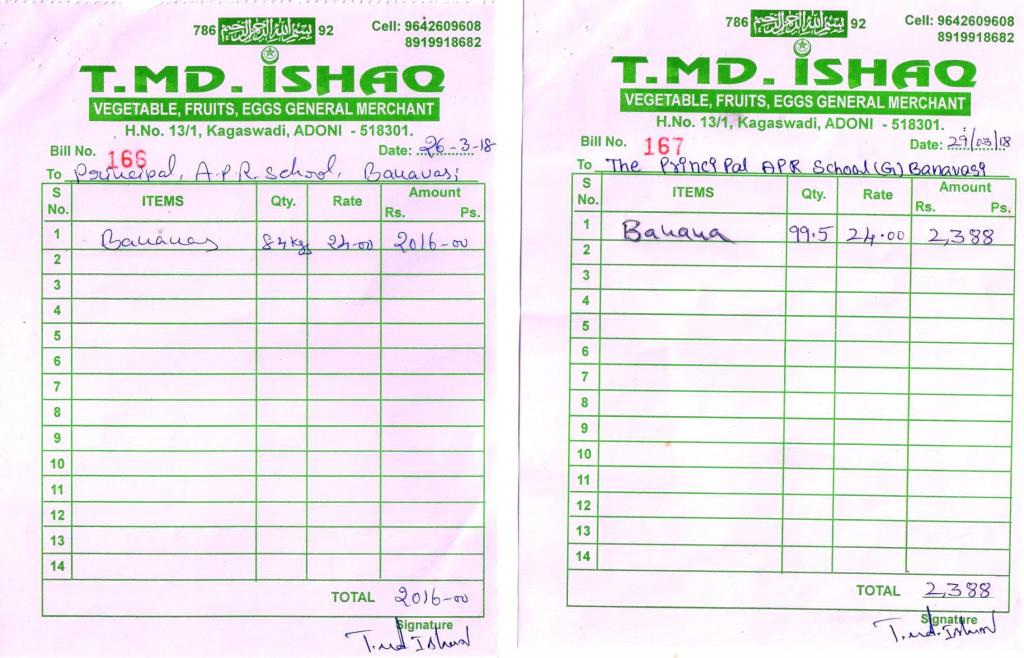 786 بسم الله الرحمن الرحيم 92
Cell: 9642609608
8919918682
T.MD. ISHAQ
VEGETABLE, FRUITS, EGGS GENERAL MERCHANT
H.No. 13/1, Kagaswadi, ADONI - 518301.
Bill No. 166 Date: 26-3-18
To Principal, A.P.R. School, Banavasi
S No. ITEMS Qty. Rate Amount
Rs. Ps.
1 Bananas 84kg 24-00 2016-00
2
3
4
5
6
7
8
9
10
11
12
13
14
TOTAL 2016-00
Signature
T.md Ishaq
786 بسم الله الرحمن الرحيم 92
Cell: 9642609608
8919918682
T.MD. ISHAQ
VEGETABLE, FRUITS, EGGS GENERAL MERCHANT
H.No. 13/1, Kagaswadi, ADONI - 518301.
Bill No. 167 Date: 29/03/18
To The Principal APR School (G) Banavasi
S No. ITEMS Qty. Rate Amount
Rs. Ps.
1 Banana 99.5 24.00 2,388
2
3
4
5
6
7
8
9
10
11
12
13
14
TOTAL 2,388
Signature
T.md. Ishaq